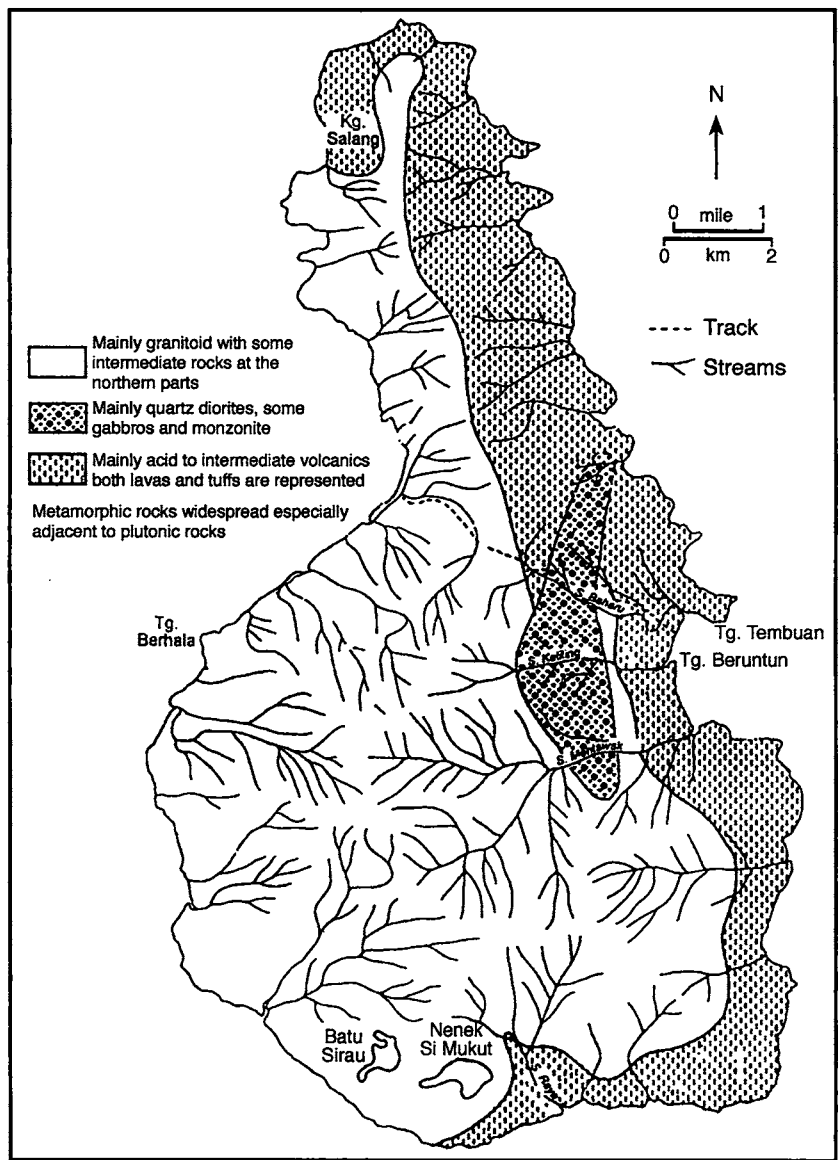 Kg.
Salang
N
0 mile 1
0 km 2
Track
Streams
Mainly granitoid with some
intermediate rocks at the
northern parts
Mainly quartz diorites, some
gabbros and monzonite
Mainly acid to intermediate volcanics
both lavas and tuffs are represented
Metamorphic rocks widespread especially
adjacent to plutonic rocks
Tg.
Berhala
Tg. Tembuan
S. Keliling
Tg. Beruntun
S.
Batu
Sirau
Nenek
Si Mukut
S. Raya